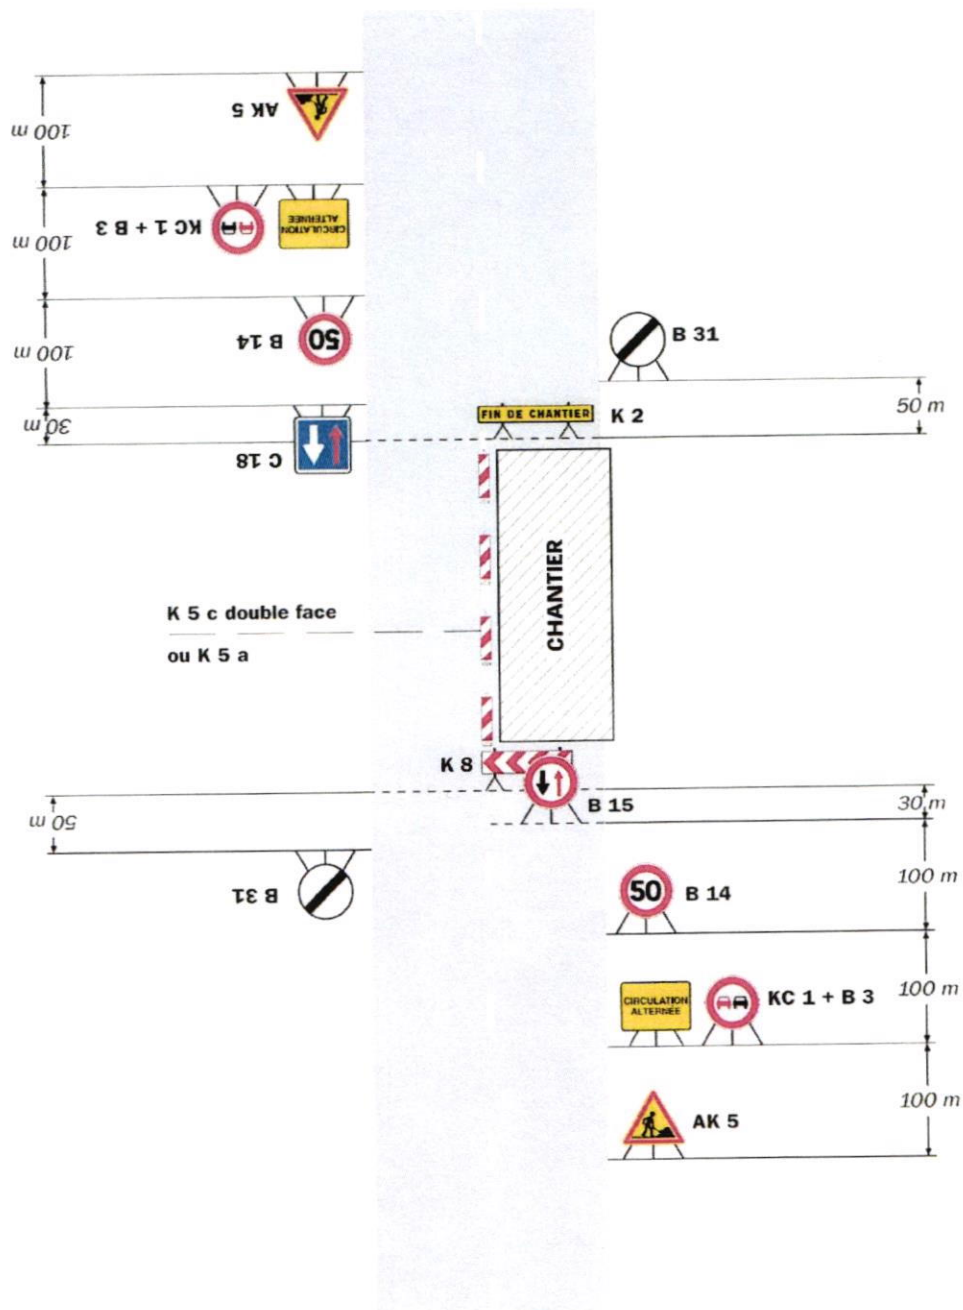 100 m
AK 5
100 m
KC 1 + B 3
CIRCULATION
ALTERNÉE
100 m
B 14
50
30 m
C 18
B 31
50 m
FIN DE CHANTIER
K 2
CHANTIER
K 5 c double face
ou K 5 a
K 8
B 15
30 m
50 m
B 31
50
B 14
100 m
CIRCULATION
ALTERNÉE
KC 1 + B 3
100 m
AK 5
100 m